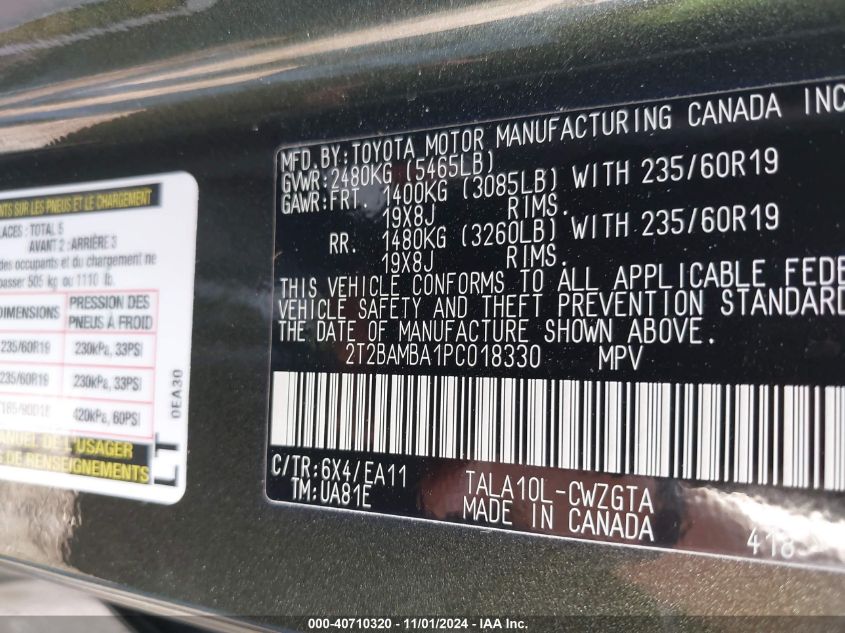 NTS SUR LES PNEUS ET LE CHARGEMENT
LACES : TOTAL 5
AVANT 2 : ARRIÈRE 3
des occupants et du chargement ne
passer 505 kg ou 1110 lb.
DIMENSIONS PRESSION DES PNEUS À FROID
235/60R19 230kPa, 33PSI
235/60R19 230kPa, 33PSI
T165/90D18 420kPa, 60PSI
MANUEL DE L'USAGER
DE RENSEIGNEMENTS
0EA30
MFD.BY:TOYOTA MOTOR MANUFACTURING CANADA INC
GVWR:2480KG (5465LB)
GAWR:FRT. 1400KG (3085LB) WITH 235/60R19
19X8J RIMS.
RR. 1480KG (3260LB) WITH 235/60R19
19X8J RIMS.
THIS VEHICLE CONFORMS TO ALL APPLICABLE FEDE
VEHICLE SAFETY AND THEFT PREVENTION STANDARD
THE DATE OF MANUFACTURE SHOWN ABOVE.
2T2BAMBA1PC018330 MPV
C/TR:6X4/EA11 TALA10L-CWZGTA
TM:UA81E MADE IN CANADA
418
000-40710320 11/01/2024 IAA Inc.